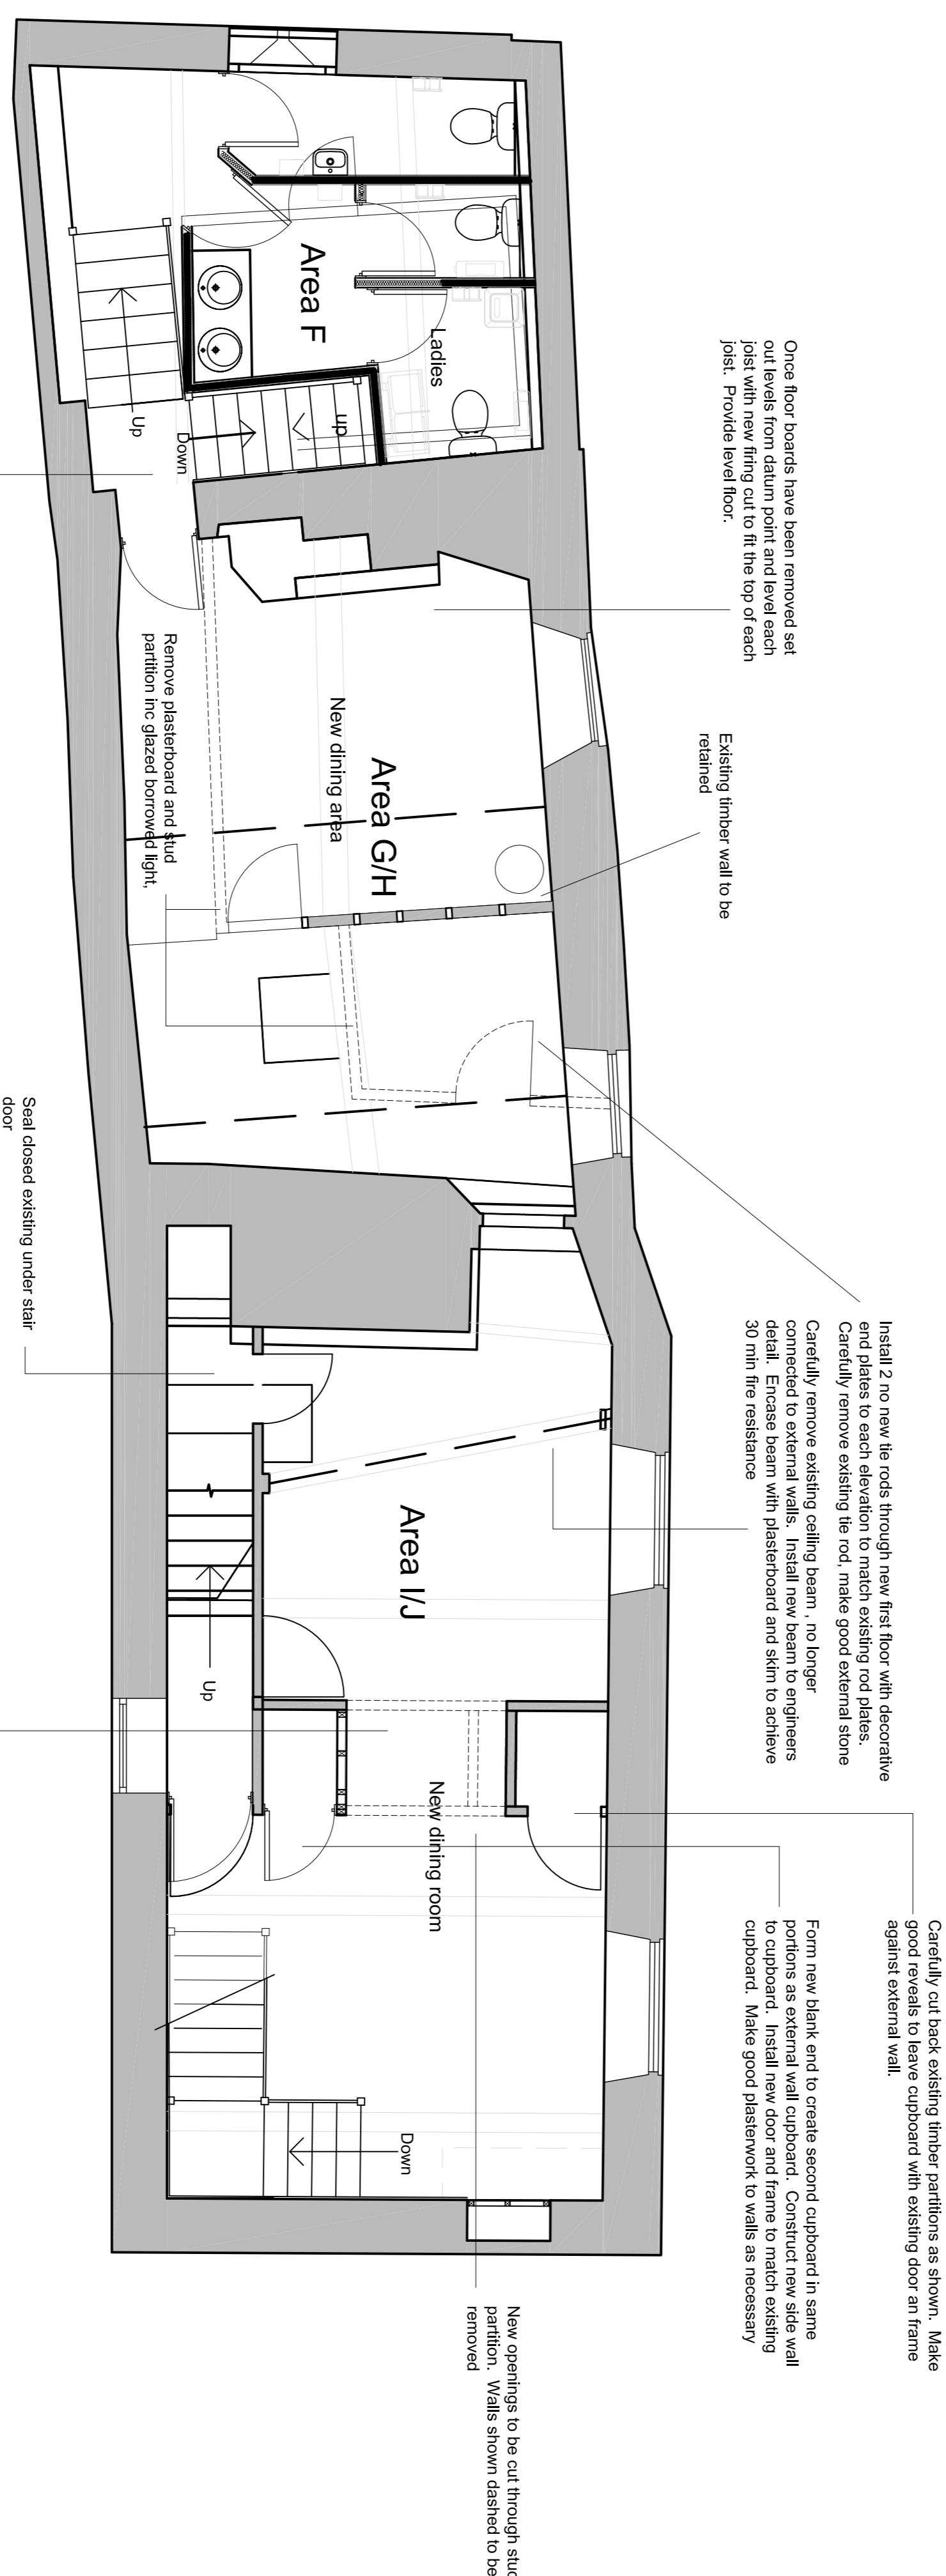 Once floor boards have been removed set
out levels from datum point and level each
joist with new firing cut to fit the top of each
joist. Provide level floor.
Existing timber wall to be
retained
Install 2 no new tie rods through new first floor with decorative
end plates to each elevation to match existing rod plates.
Carefully remove existing tie rod, make good external stone
Carefully remove existing ceiling beam , no longer
connected to external walls. Install new beam to engineers
detail. Encase beam with plasterboard and skim to achieve
30 min fire resistance
Carefully cut back existing timber partitions as shown. Make
good reveals to leave cupboard with existing door an frame
against external wall.
Form new blank end to create second cupboard in same
portions as external wall cupboard. Construct new side wall
to cupboard. Install new door and frame to match existing
cupboard. Make good plasterwork to walls as necessary
New openings to be cut through stud
partition. Walls shown dashed to be
removed
Ladies
Area F
up
Down
Up
Area G/H
New dining area
Remove plasterboard and stud
partition inc glazed borrowed light,
Area I/J
New dining room
Down
Up
Seal closed existing under stair
door